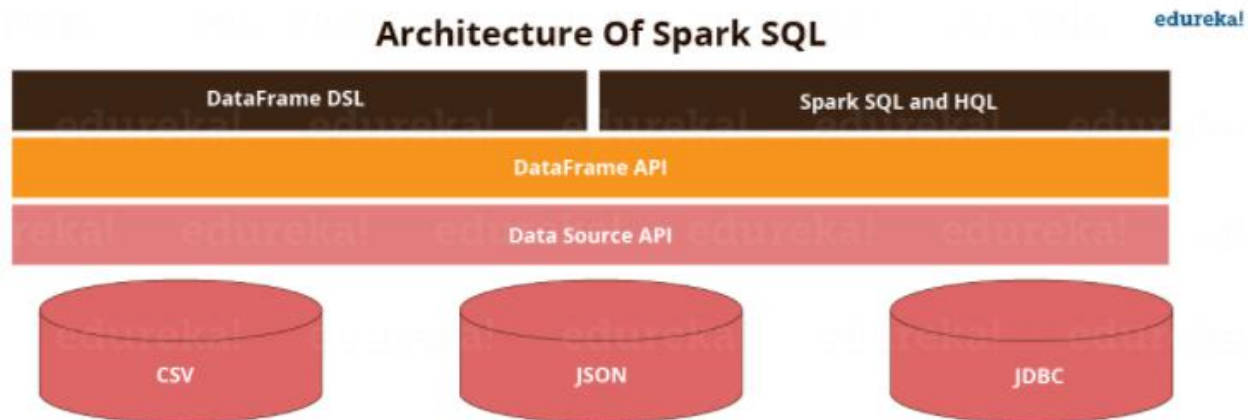 edureka!
Architecture Of Spark SQL
DataFrame DSL
Spark SQL and HQL
DataFrame API
Data Source API
CSV
JSON
JDBC